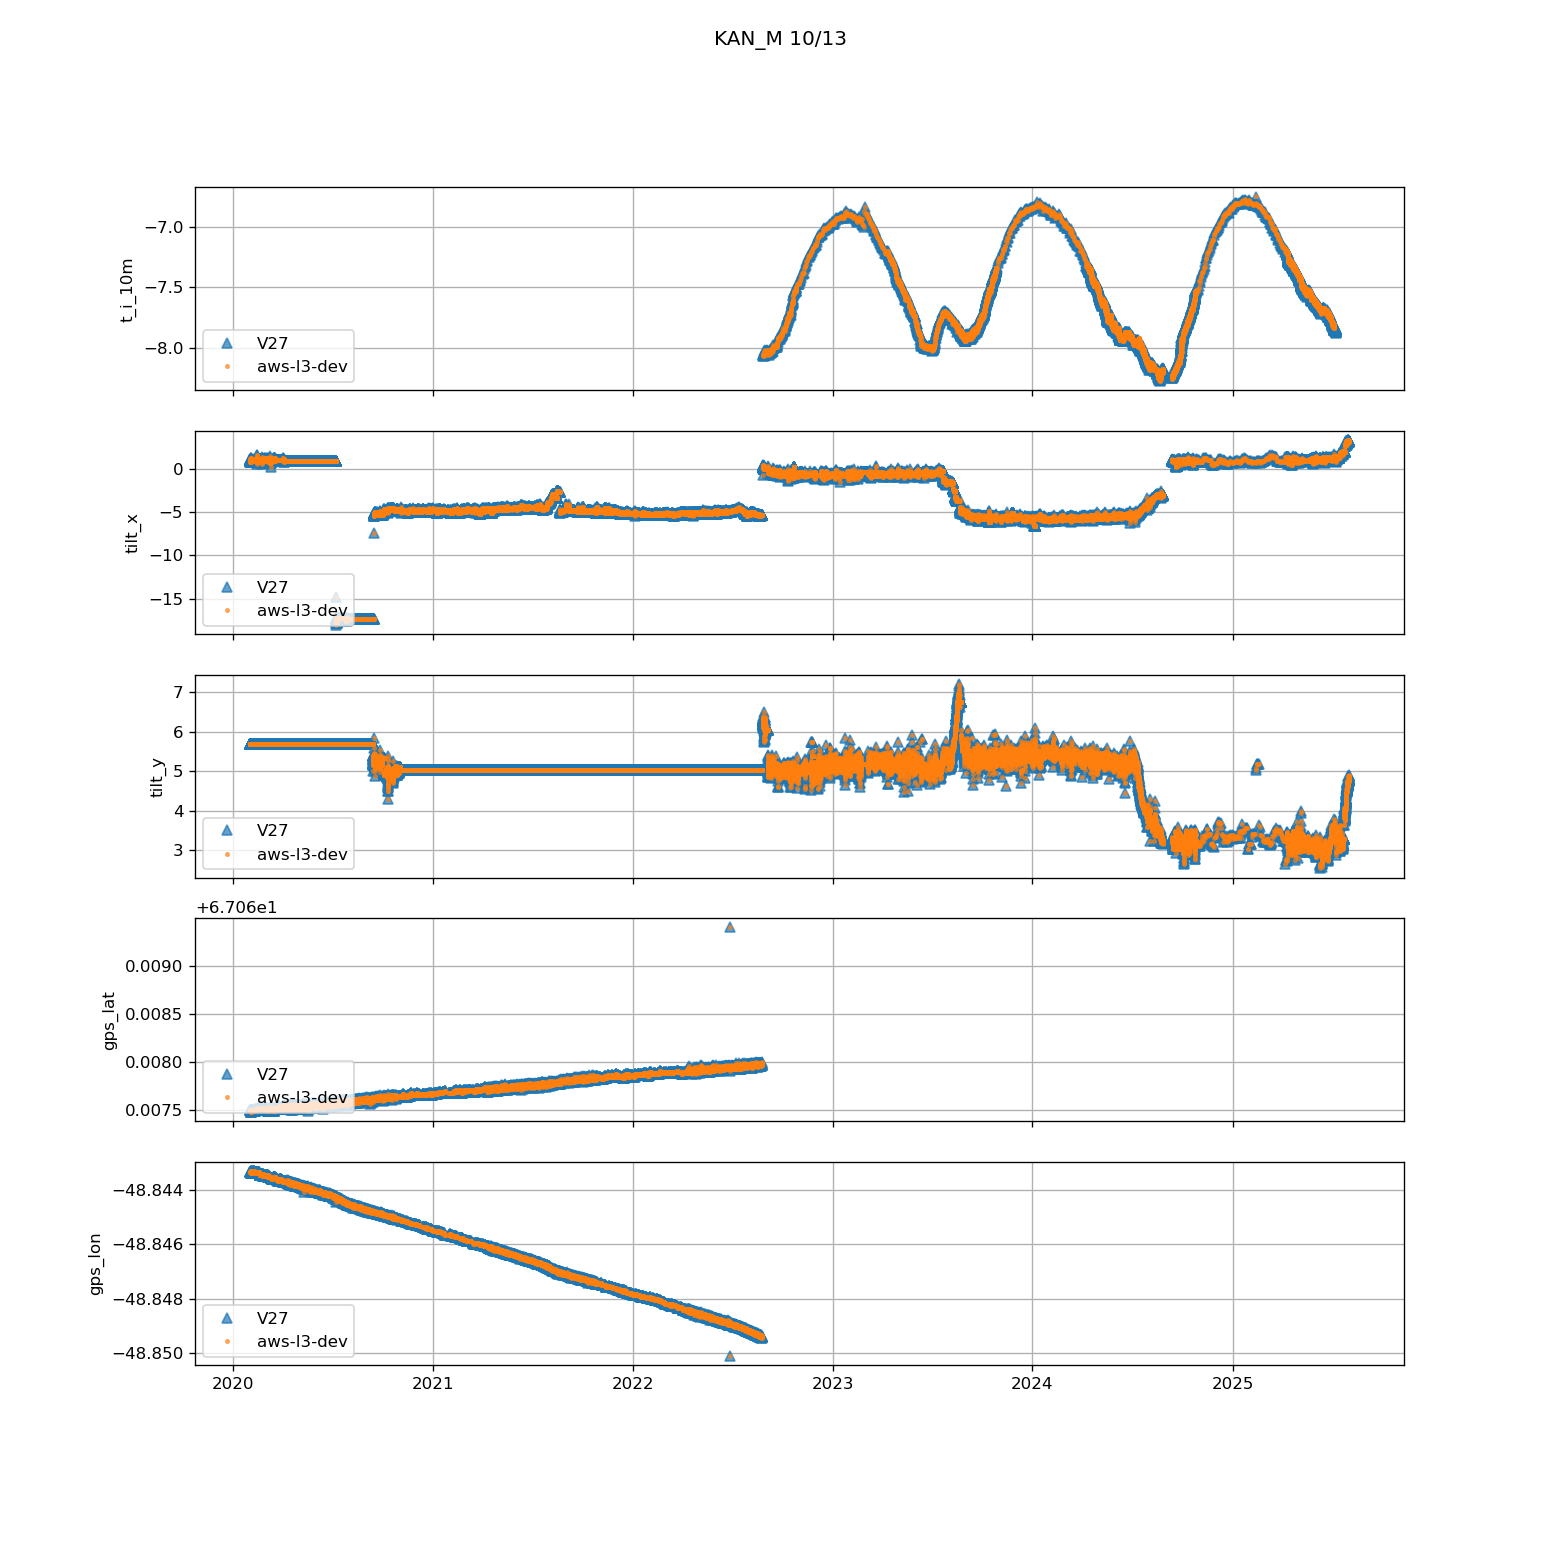 KAN_M 10/13
t_i_10m
−7.0
−7.5
−8.0
V27
aws-l3-dev
tilt_x
0
−5
−10
−15
V27
aws-l3-dev
tilt_y
7
6
5
4
3
V27
aws-l3-dev
+6.706e1
gps_lat
0.0090
0.0085
0.0080
0.0075
V27
aws-l3-dev
gps_lon
−48.844
−48.846
−48.848
−48.850
V27
aws-l3-dev
2020 2021 2022 2023 2024 2025